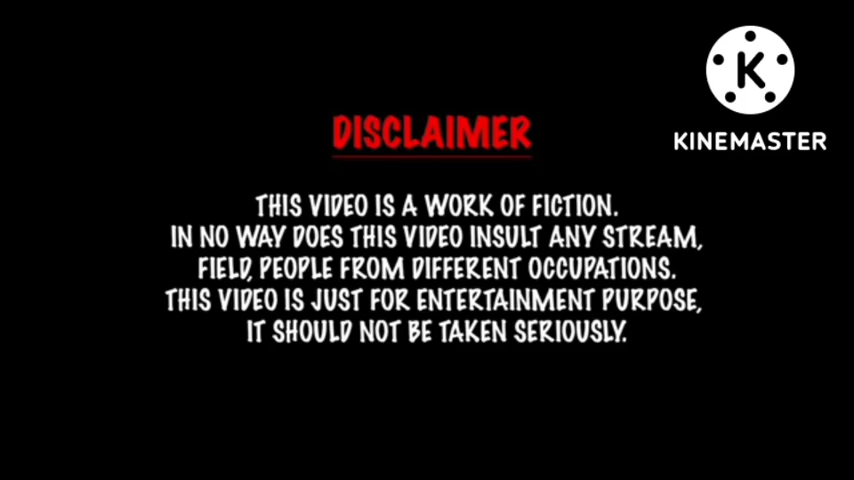 K
KINEMASTER
DISCLAIMER
THIS VIDEO IS A WORK OF FICTION.
IN NO WAY DOES THIS VIDEO INSULT ANY STREAM,
FIELD, PEOPLE FROM DIFFERENT OCCUPATIONS.
THIS VIDEO IS JUST FOR ENTERTAINMENT PURPOSE,
IT SHOULD NOT BE TAKEN SERIOUSLY.